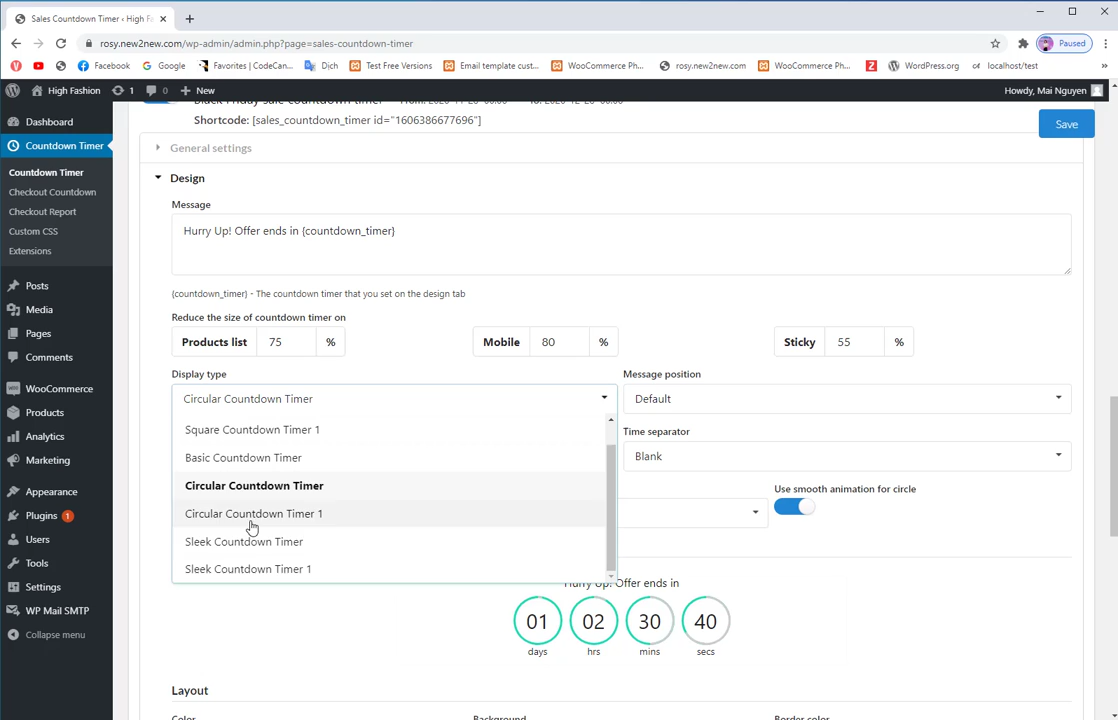 Sales Countdown Timer ‹ High Fa
rosy.new2new.com/wp-admin/admin.php?page=sales-countdown-timer
Paused
Facebook
Google
Favorites | CodeCan...
Dịch
Test Free Versions
Email template cust...
WooCommerce Ph...
rosy.new2new.com
WooCommerce Ph...
WordPress.org
localhost/test
High Fashion
1
0
New
Howdy, Mai Nguyen
Dashboard
Countdown Timer
Countdown Timer
Checkout Countdown
Checkout Report
Custom CSS
Extensions
Posts
Media
Pages
Comments
WooCommerce
Products
Analytics
Marketing
Appearance
Plugins 1
Users
Tools
Settings
WP Mail SMTP
Collapse menu
Shortcode: [sales_countdown_timer id="1606386677696"]
Save
General settings
Design
Message
Hurry Up! Offer ends in {countdown_timer}
{countdown_timer} - The countdown timer that you set on the design tab
Reduce the size of countdown timer on
Products list 75 %
Mobile 80 %
Sticky 55 %
Display type
Message position
Circular Countdown Timer
Default
Square Countdown Timer 1
Basic Countdown Timer
Circular Countdown Timer
Circular Countdown Timer 1
Sleek Countdown Timer
Sleek Countdown Timer 1
Time separator
Blank
Use smooth animation for circle
Hurry Up! Offer ends in
01 02 30 40
days hrs mins secs
Layout
Color
Background
Border color